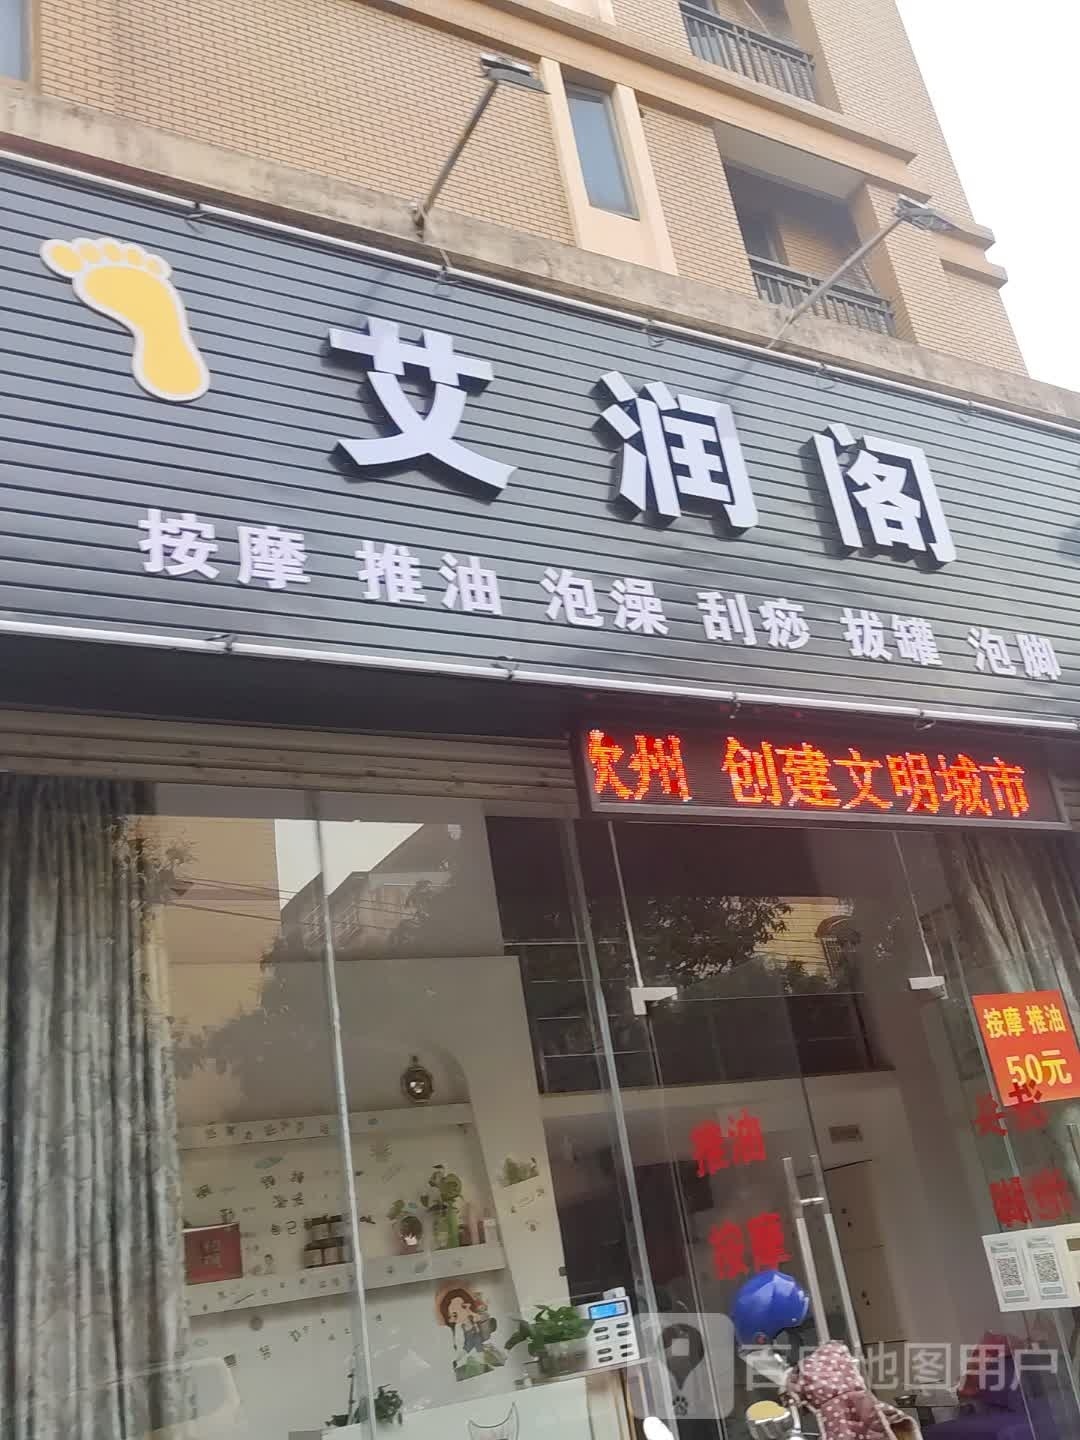 艾润阁
按摩 推油 泡澡 刮痧 拔罐 泡脚
钦州 创建文明城市
按摩 推油
50元
推油
按摩
百度地图用户